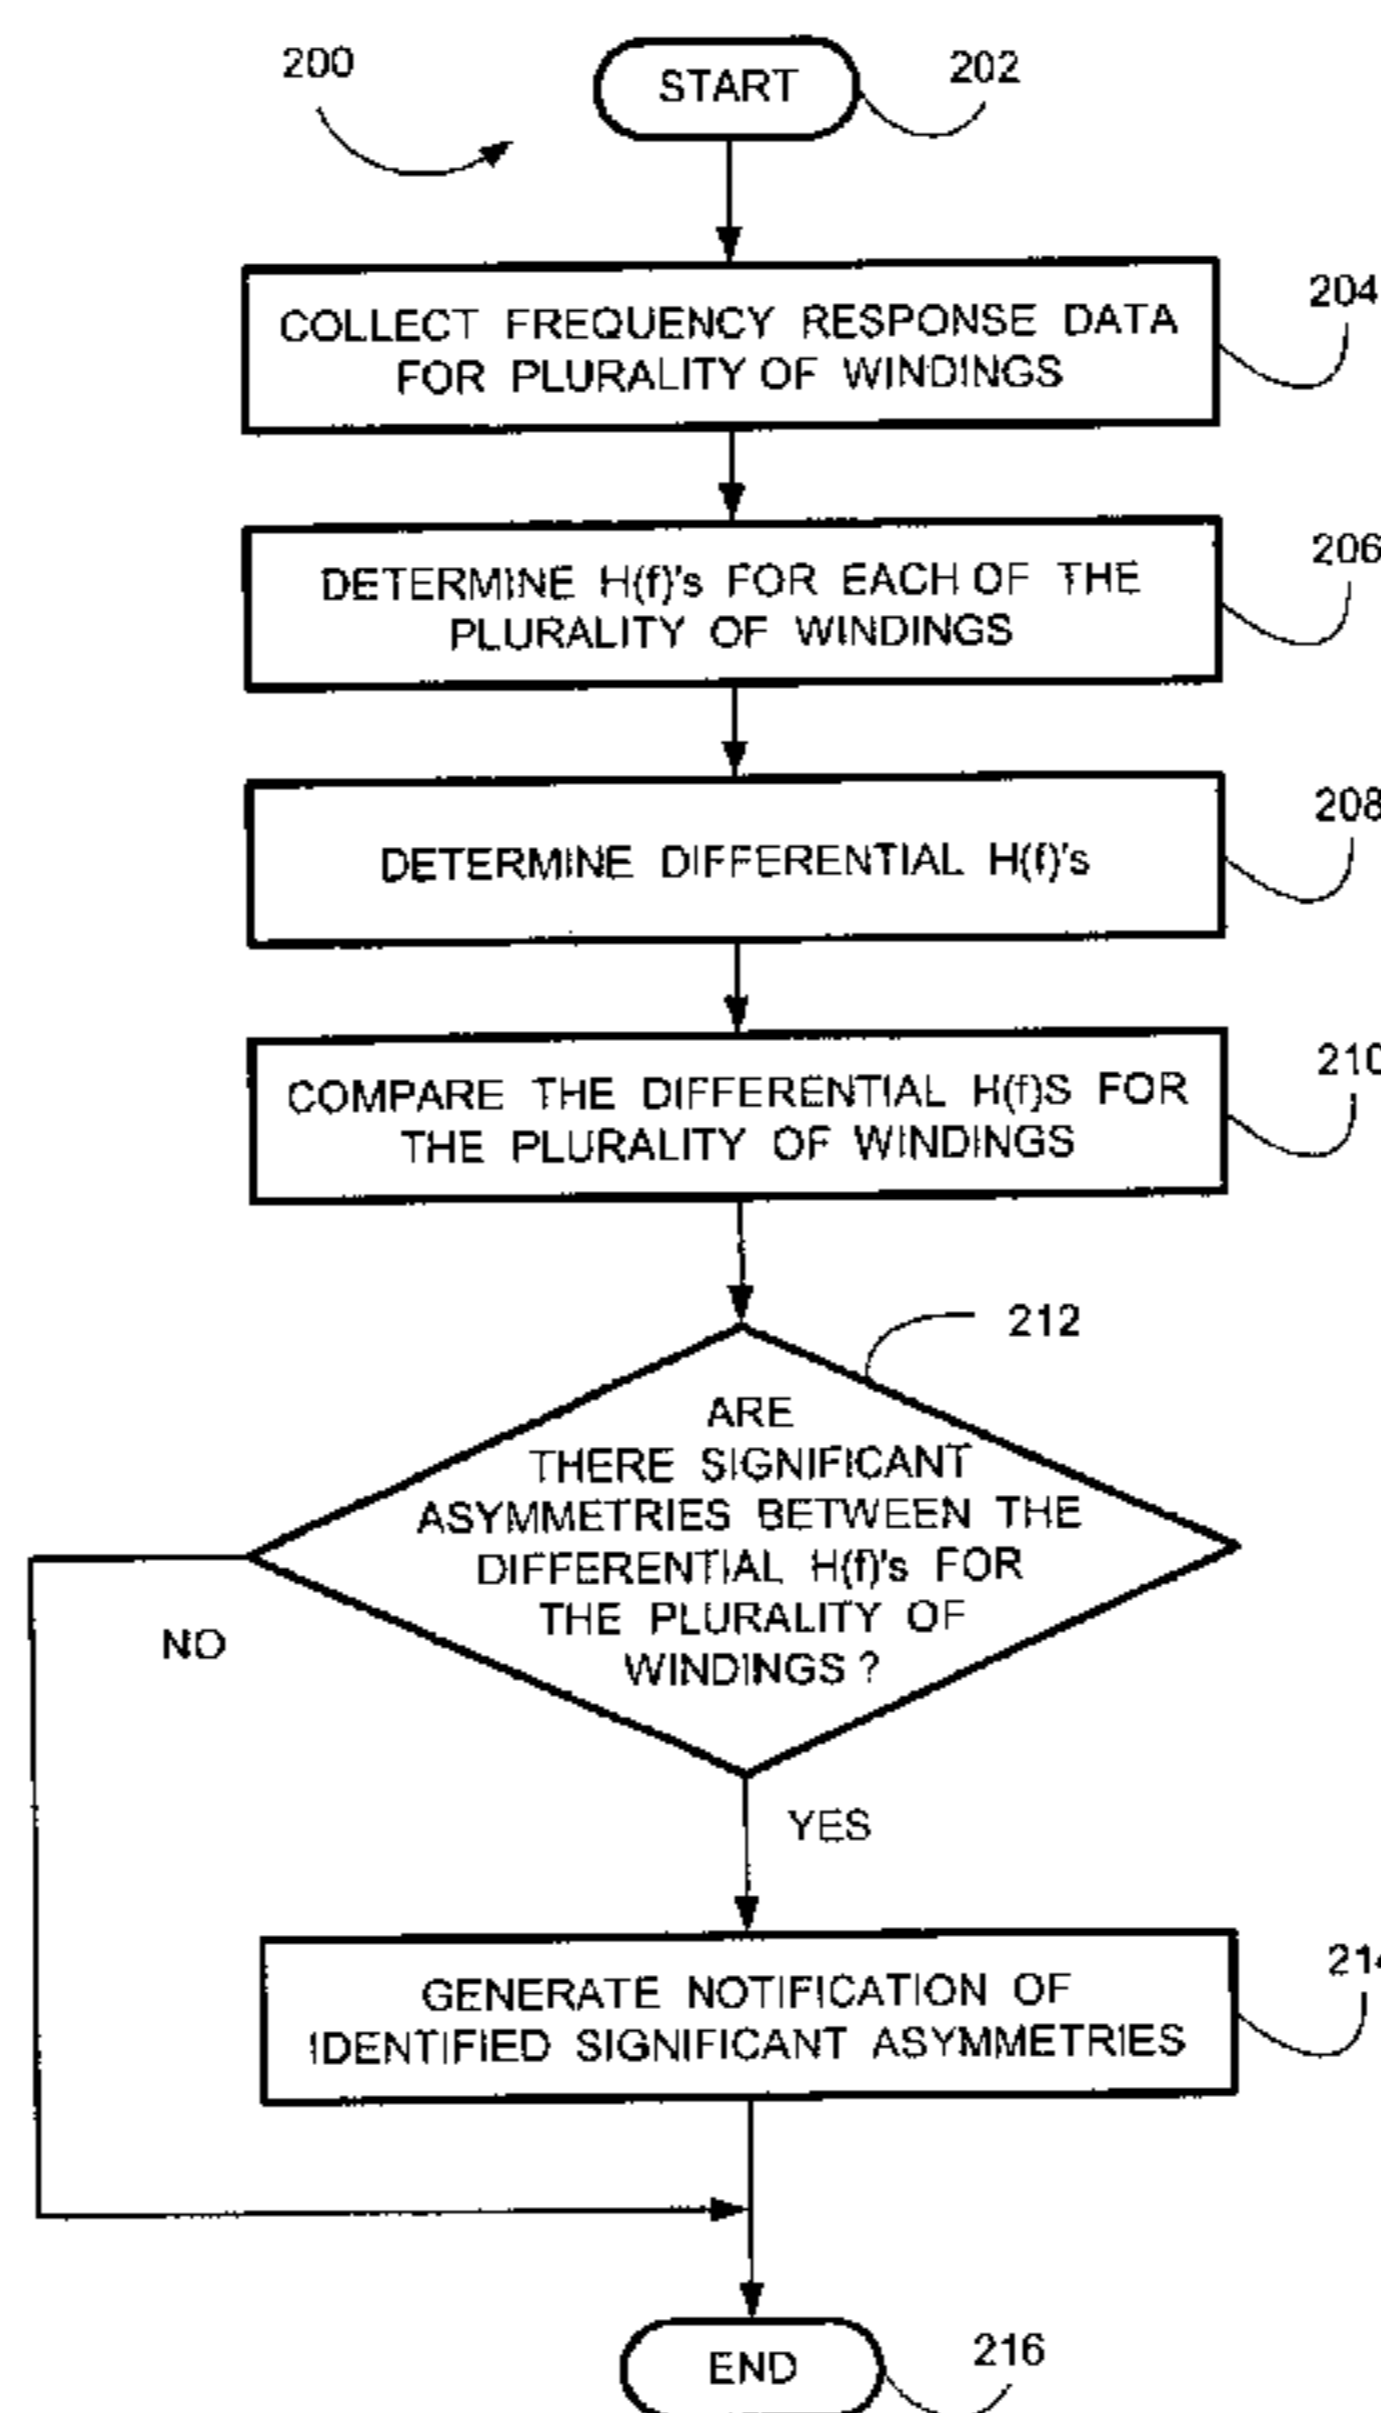 200
START
202
COLLECT FREQUENCY RESPONSE DATA
FOR PLURALITY OF WINDINGS
204
DETERMINE H(f)'s FOR EACH OF THE
PLURALITY OF WINDINGS
206
DETERMINE DIFFERENTIAL H(f)'s
208
COMPARE THE DIFFERENTIAL H(f)S FOR
THE PLURALITY OF WINDINGS
210
212
ARE
THERE SIGNIFICANT
ASYMMETRIES BETWEEN THE
DIFFERENTIAL H(f)'s FOR
THE PLURALITY OF
WINDINGS ?
NO
YES
GENERATE NOTIFICATION OF
IDENTIFIED SIGNIFICANT ASYMMETRIES
214
END
216